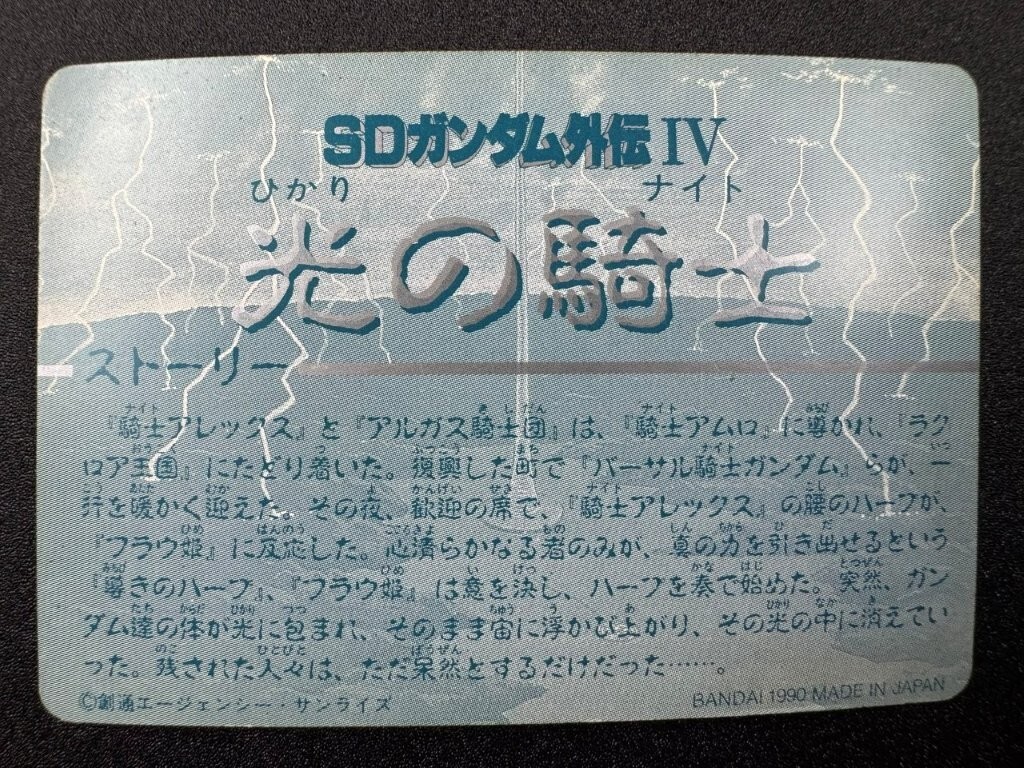 SDガンダム外伝IV
ひかり ナイト
光の騎士
ストーリー
『騎士アレックス』と『アルガス騎士団』は、『騎士アムロ』に導かれ、『ラク
ロア王国』にたどり着いた。復興した町で『バーサル騎士ガンダム』らが、一
行を暖かく迎えた。その夜、歓迎の席で、『騎士アレックス』の腰のハープが、
『フラウ姫』に反応した。心清らかなる者のみが、真の力を引き出せるという
『導きのハープ』、『フラウ姫』は意を決し、ハープを奏で始めた。突然、ガン
ダム達の体が光に包まれ、そのまま宙に浮かび上がり、その光の中に消えてい
った。残された人々は、ただ呆然とするだけだった……。
©創通エージェンシー・サンライズ
BANDAI 1990 MADE IN JAPAN